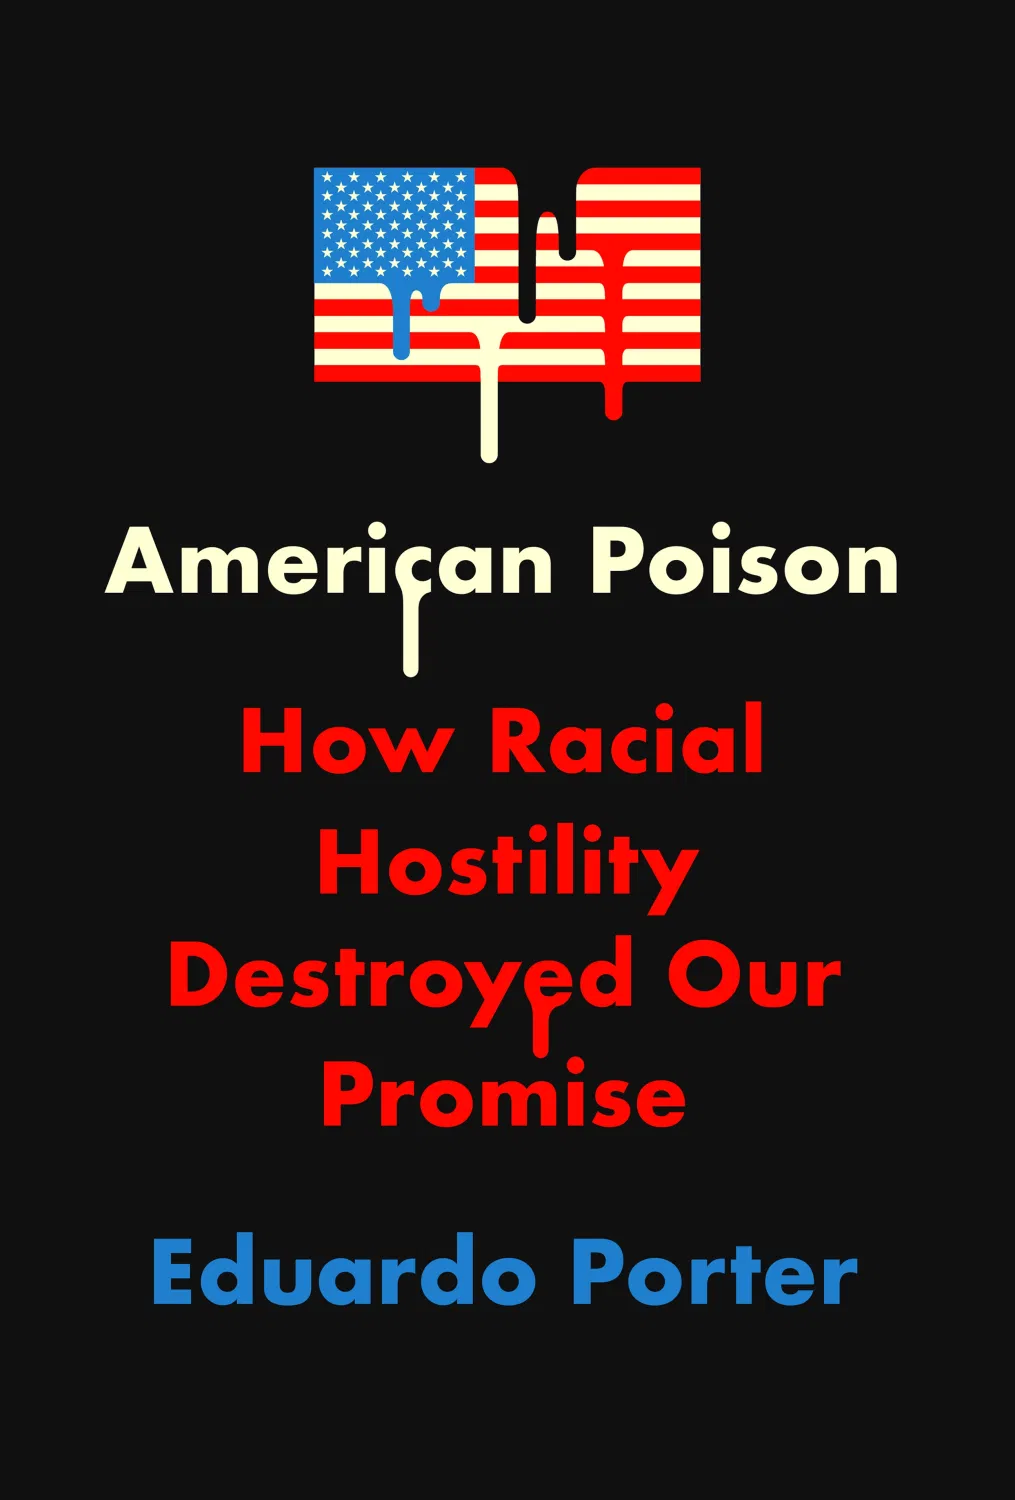 American Poison
How Racial
Hostility
Destroyed Our
Promise
Eduardo Porter